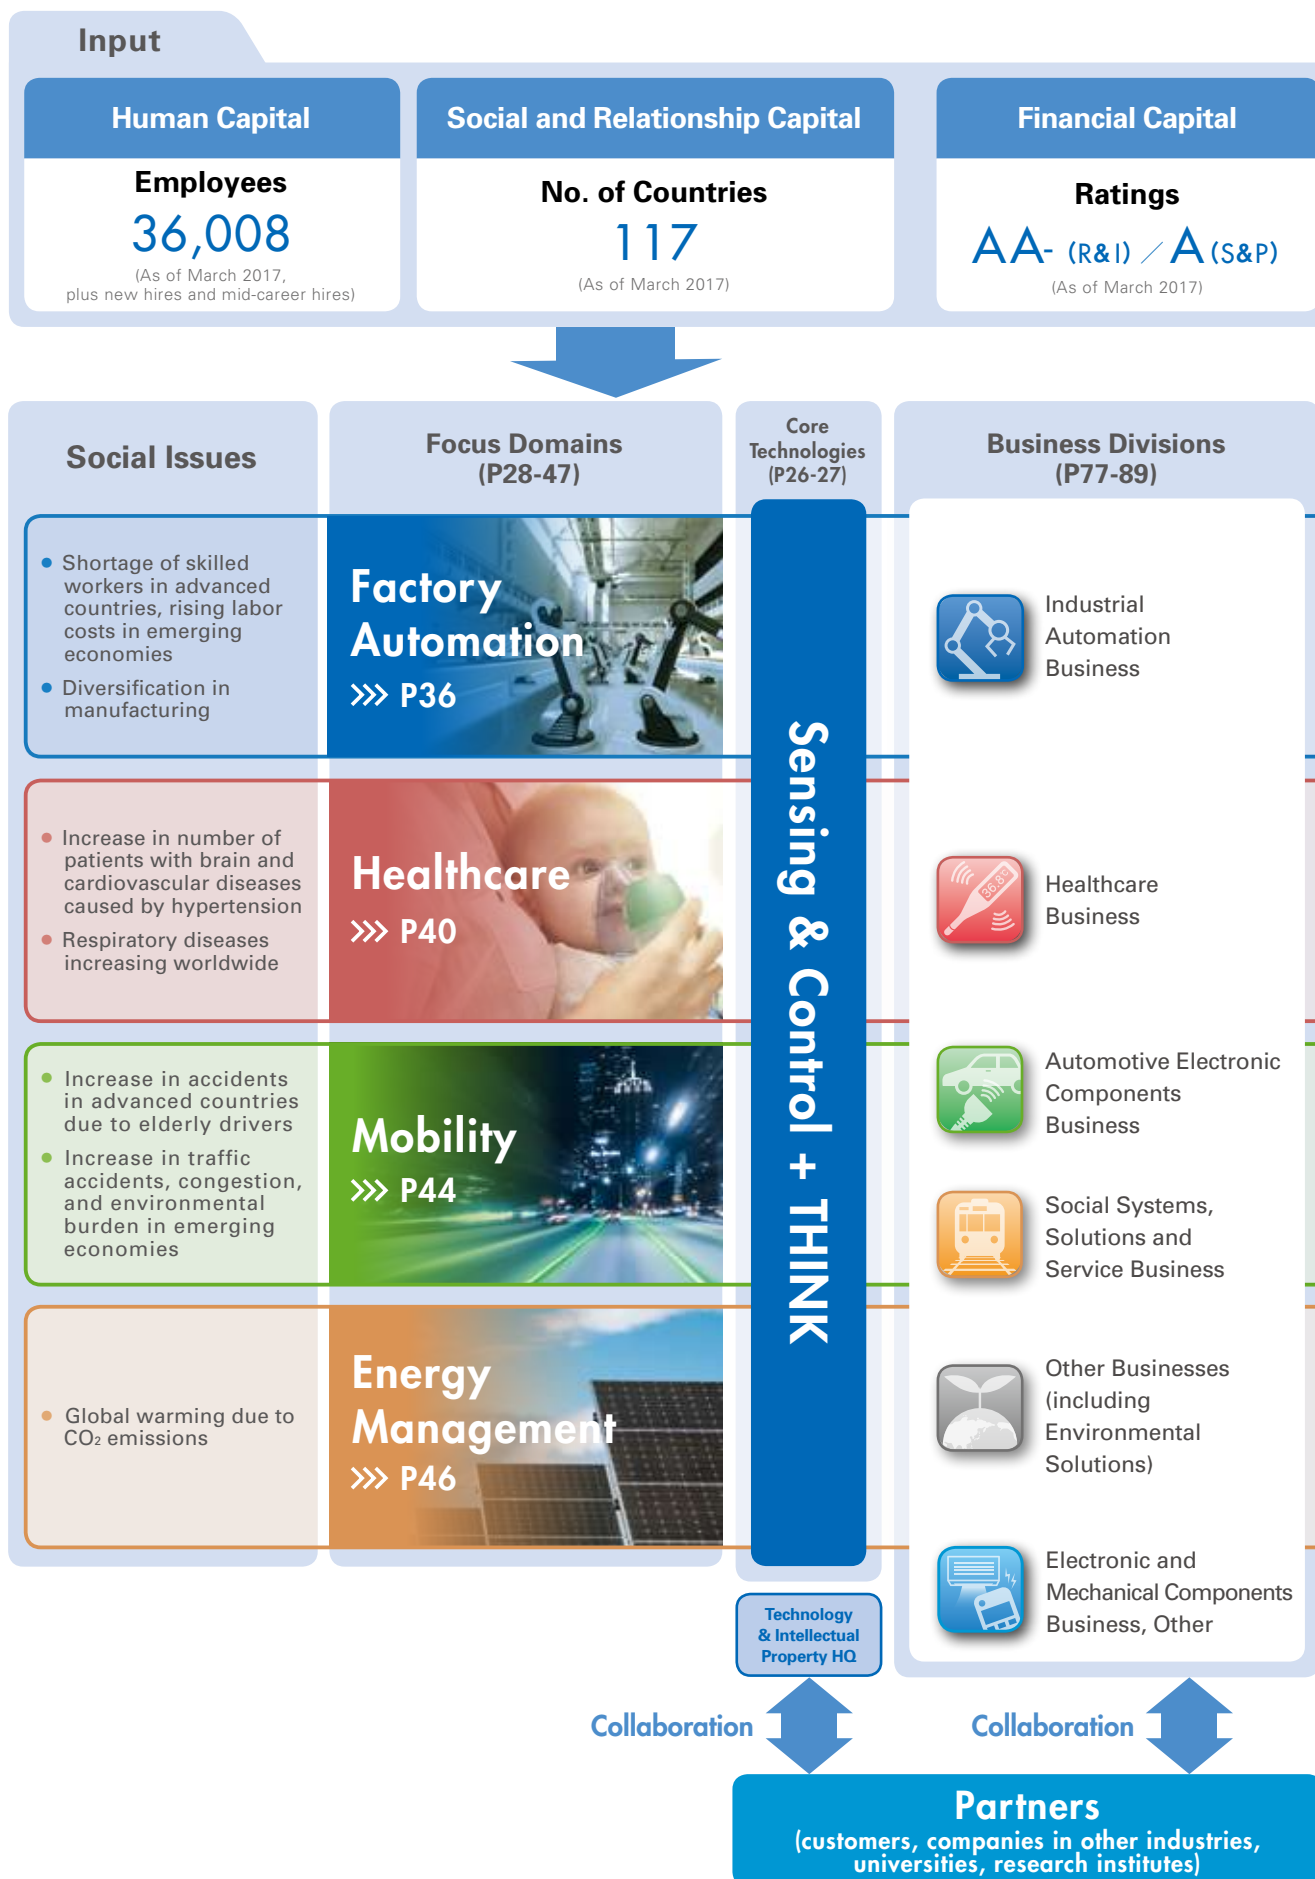 Input
Human Capital
Employees
36,008
(As of March 2017,
plus new hires and mid-career hires)
Social and Relationship Capital
No. of Countries
117
(As of March 2017)
Financial Capital
Ratings
AA- (R&I) / A (S&P)
(As of March 2017)
Social Issues
Focus Domains
(P28-47)
Core
Technologies
(P26-27)
Business Divisions
(P77-89)
• Shortage of skilled
workers in advanced
countries, rising labor
costs in emerging
economies
• Diversification in
manufacturing
Factory
Automation
>>> P36
• Increase in number of
patients with brain and
cardiovascular diseases
caused by hypertension
• Respiratory diseases
increasing worldwide
Healthcare
>>> P40
• Increase in accidents
in advanced countries
due to elderly drivers
• Increase in traffic
accidents, congestion,
and environmental
burden in emerging
economies
Mobility
>>> P44
• Global warming due to
CO₂ emissions
Energy
Management
>>> P46
Sensing & Control + THINK
Industrial
Automation
Business
36.8℃
Healthcare
Business
Automotive Electronic
Components
Business
Social Systems,
Solutions and
Service Business
Other Businesses
(including
Environmental
Solutions)
Electronic and
Mechanical Components
Business, Other
Technology
& Intellectual
Property HQ
Collaboration
Collaboration
Partners
(customers, companies in other industries,
universities, research institutes)